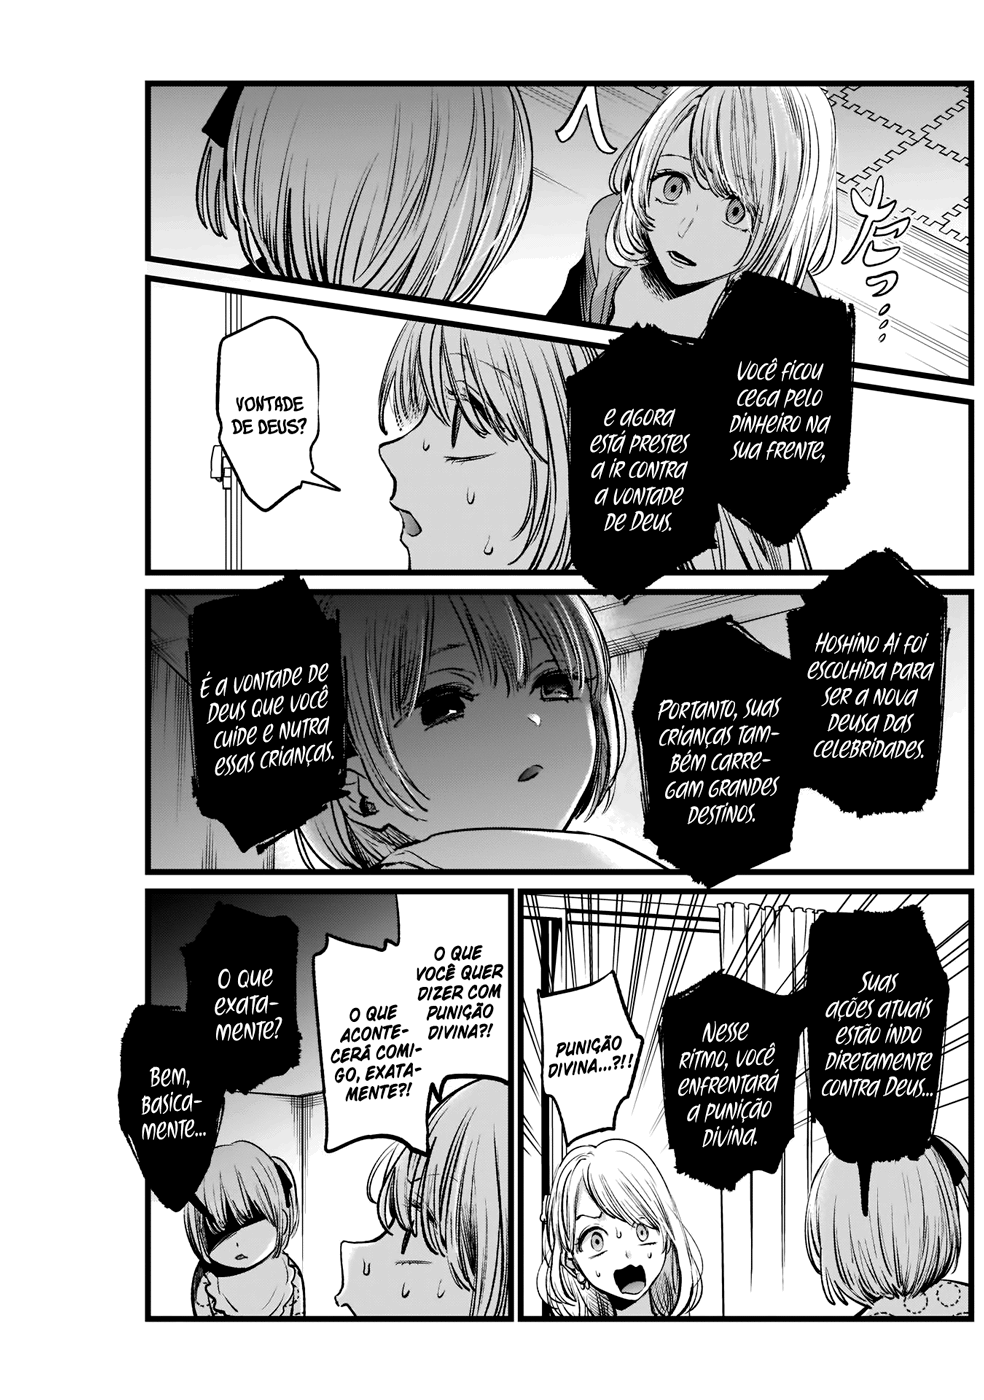 たっ…
VOCÊ FICOU
CEGA PELO
DINHEIRO NA
SUA FRENTE,
E AGORA
ESTÁ PRESTES
A IR CONTRA
A VONTADE
DE DEUS.
VONTADE
DE DEUS?
HOSHINO AI FOI
ESCOLHIDA PARA
SER A NOVA
DEUSA DAS
CELEBRIDADES.
PORTANTO, SUAS
CRIANÇAS TAM-
BÉM CARRE-
GAM GRANDES
DESTINOS.
É A VONTADE DE
DEUS QUE VOCÊ
CUIDE E NUTRA
ESSAS CRIANÇAS.
SUAS
AÇÕES ATUAIS
ESTÃO INDO
DIRETAMENTE
CONTRA DEUS...
NESSE
RITMO, VOCÊ
ENFRENTARÁ
A PUNIÇÃO
DIVINA.
PUNIÇÃO
DIVINA...?!!
O QUE
VOCÊ QUER
DIZER COM
PUNIÇÃO
DIVINA?!
O QUE
ACONTE-
CERÁ COMI-
GO, EXATA-
MENTE?!
O QUE
EXATA-
MENTE?
BEM,
BASICA-
MENTE...